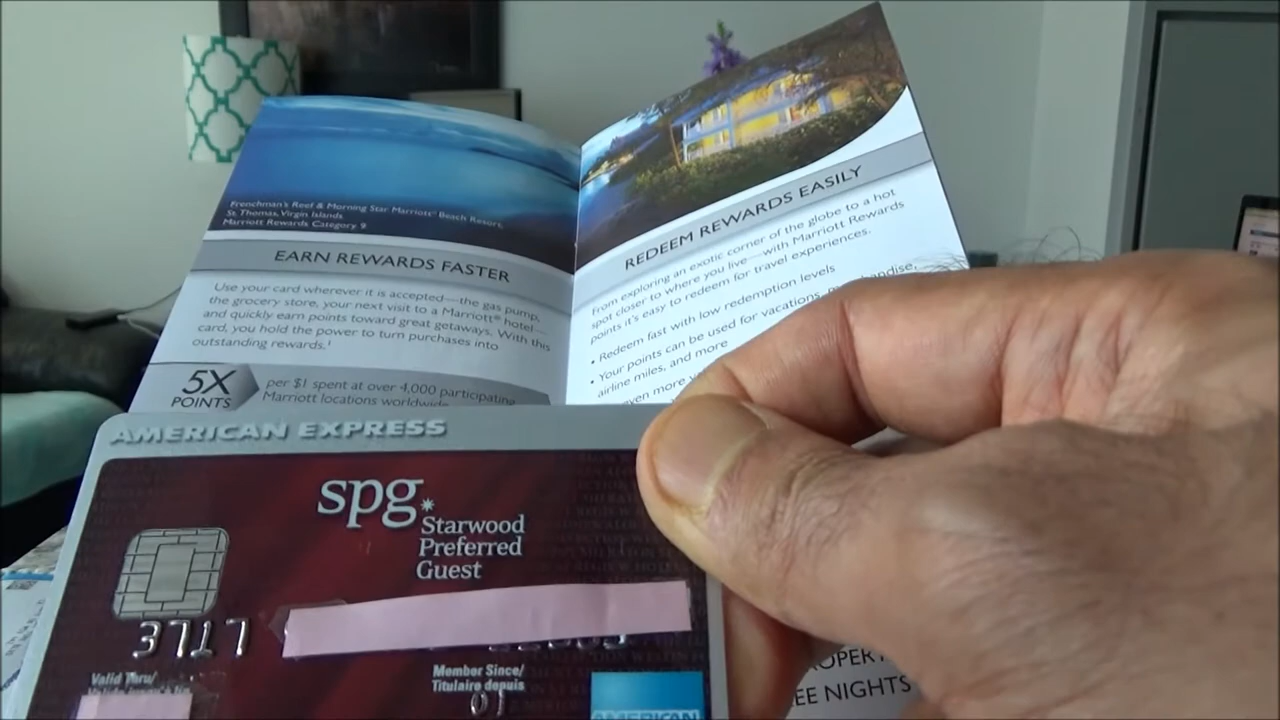 Frenchman's Reef & Morning Star Marriott® Beach Resort,
St. Thomas, Virgin Islands
Marriott Rewards Category 9
EARN REWARDS FASTER
Use your card wherever it is accepted—the gas pump,
the grocery store, your next visit to a Marriott® hotel—
and quickly earn points toward great getaways. With this
card, you hold the power to turn purchases into
outstanding rewards.¹
5X
POINTS
per $1 spent at over 4,000 participating
Marriott locations worldwide
REDEEM REWARDS EASILY
From exploring an exotic corner of the globe to a hot
spot closer to where you live—with Marriott Rewards
points it's easy to redeem for travel experiences.
• Redeem fast with low redemption levels
• Your points can be used for vacations,
airline miles, and more
even more
AMERICAN EXPRESS
spg
Starwood
Preferred
Guest
3717
Valid Thru/
Member Since/
Titulaire depuis
AMERICAN
NIGHTS